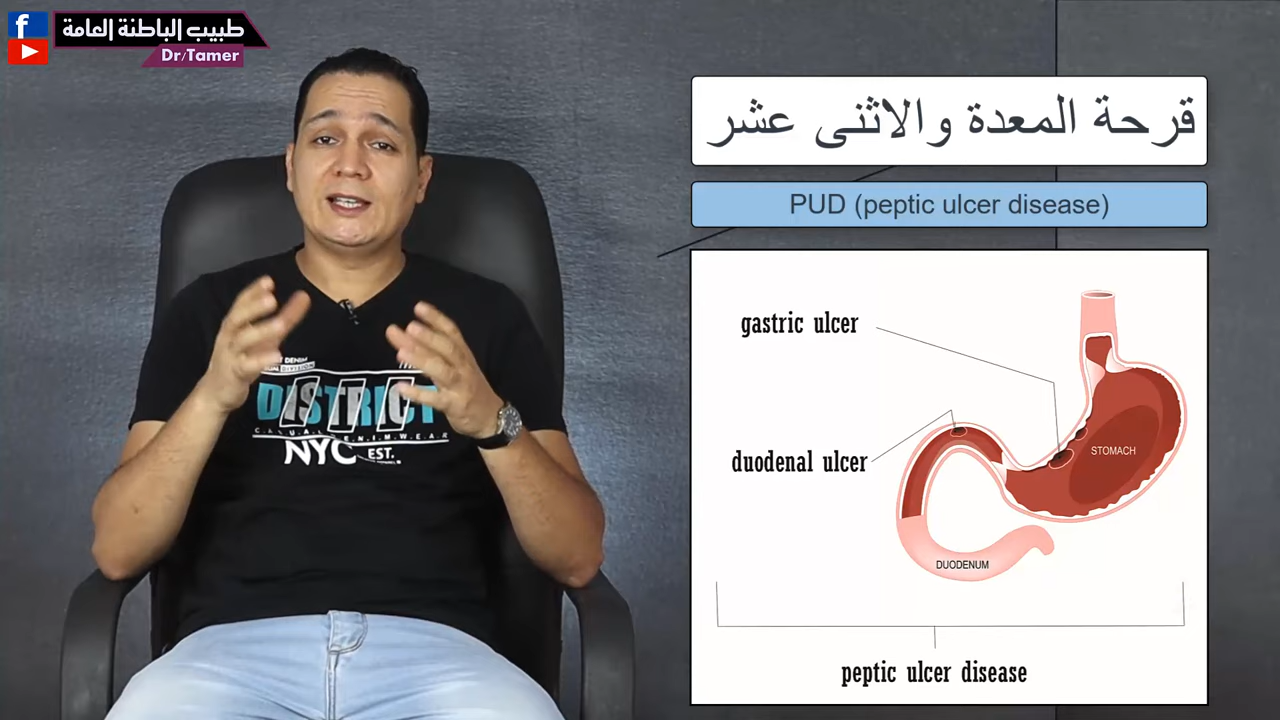 طبيب الباطنة العامة
Dr/Tamer
قرحة المعدة والاثنى عشر
PUD (peptic ulcer disease)
gastric ulcer
duodenal ulcer
STOMACH
DUODENUM
peptic ulcer disease
DISTRICT
NYC EST.